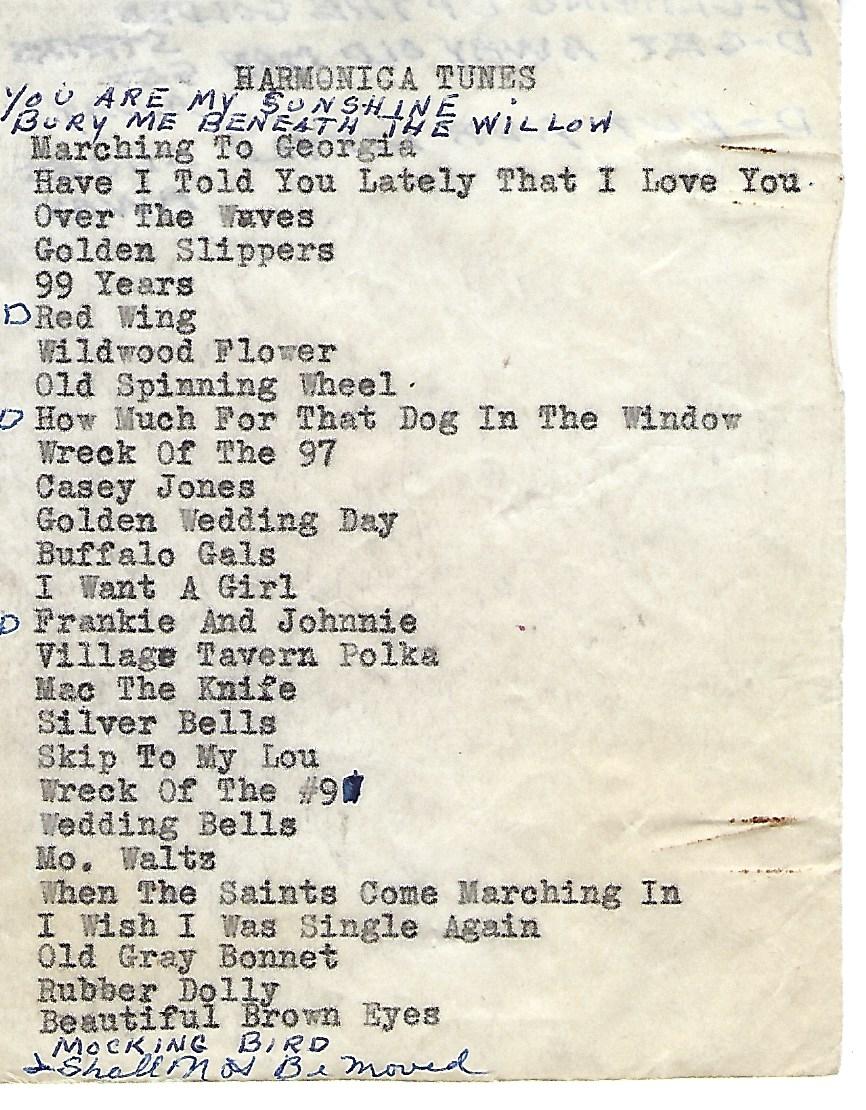 HARMONICA TUNES
YOU ARE MY SUNSHINE
BURY ME BENEATH THE WILLOW
Marching To Georgia
Have I Told You Lately That I Love You
Over The Waves
Golden Slippers
99 Years
D Red Wing
Wildwood Flower
Old Spinning Wheel
D How Much For That Dog In The Window
Wreck Of The 97
Casey Jones
Golden Wedding Day
Buffalo Gals
I Want A Girl
D Frankie And Johnnie
Village Tavern Polka
Mac The Knife
Silver Bells
Skip To My Lou
Wreck Of The #9
Wedding Bells
Mo. Waltz
When The Saints Come Marching In
I Wish I Was Single Again
Old Gray Bonnet
Rubber Dolly
Beautiful Brown Eyes
MOCKING BIRD
I Shall Not Be Moved